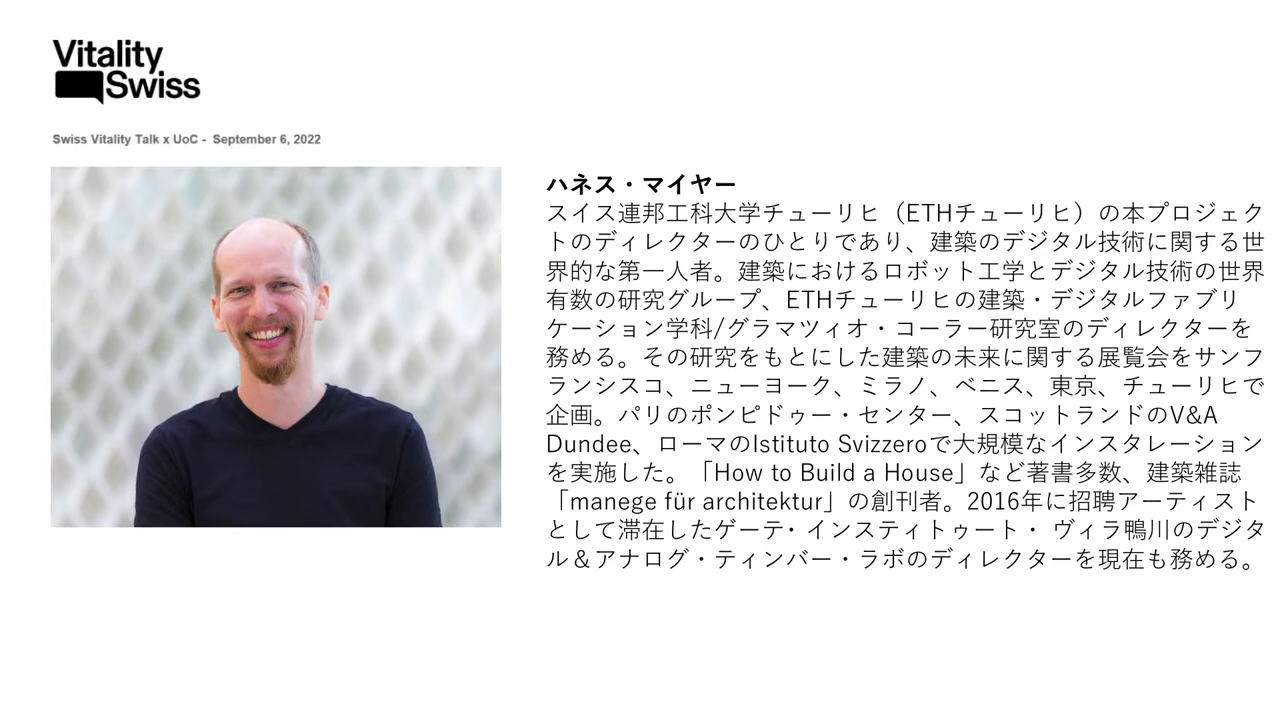 Vitality
Swiss
Swiss Vitality Talk x UoC - September 6, 2022
ハネス・マイヤー
スイス連邦工科大学チューリヒ（ETHチューリヒ）の本プロジェク
トのディレクターのひとりであり、建築のデジタル技術に関する世
界的な第一人者。建築におけるロボット工学とデジタル技術の世界
有数の研究グループ、ETHチューリヒの建築・デジタルファブリ
ケーション学科/グラマツィオ・コーラー研究室のディレクターを
務める。その研究をもとにした建築の未来に関する展覧会をサンフ
ランシスコ、ニューヨーク、ミラノ、ベニス、東京、チューリヒで
企画。パリのポンピドゥー・センター、スコットランドのV&A
Dundee、ローマのIstituto Svizzeroで大規模なインスタレーション
を実施した。「How to Build a House」など著書多数、建築雑誌
「manege für architektur」の創刊者。2016年に招聘アーティスト
として滞在したゲーテ・インスティトゥート・ ヴィラ鴨川のデジタ
ル＆アナログ・ティンバー・ラボのディレクターを現在も務める。